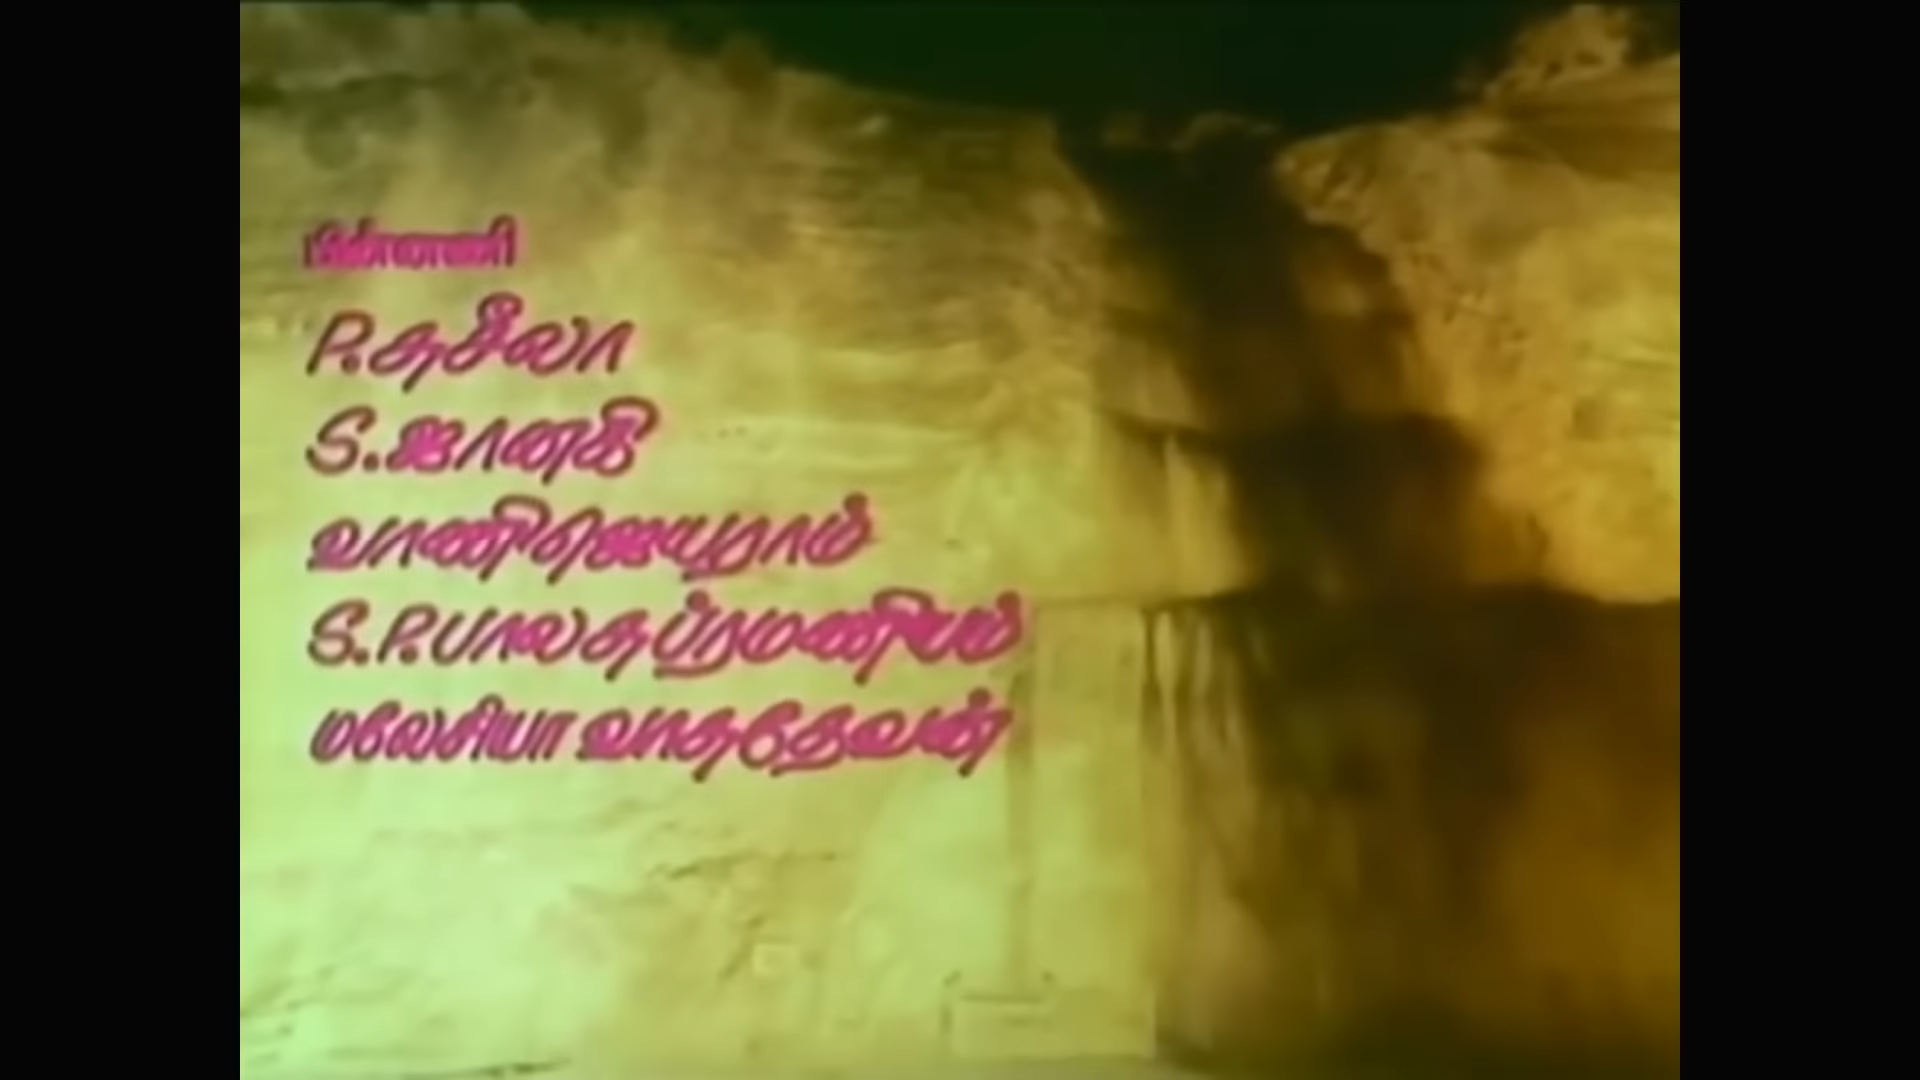 பின்னணி
P.சுசீலா
S.ஜானகி
வாணிஜெயராம்
S.P.பாலசுப்ரமணியம்
மலேசியா வாசுதேவன்